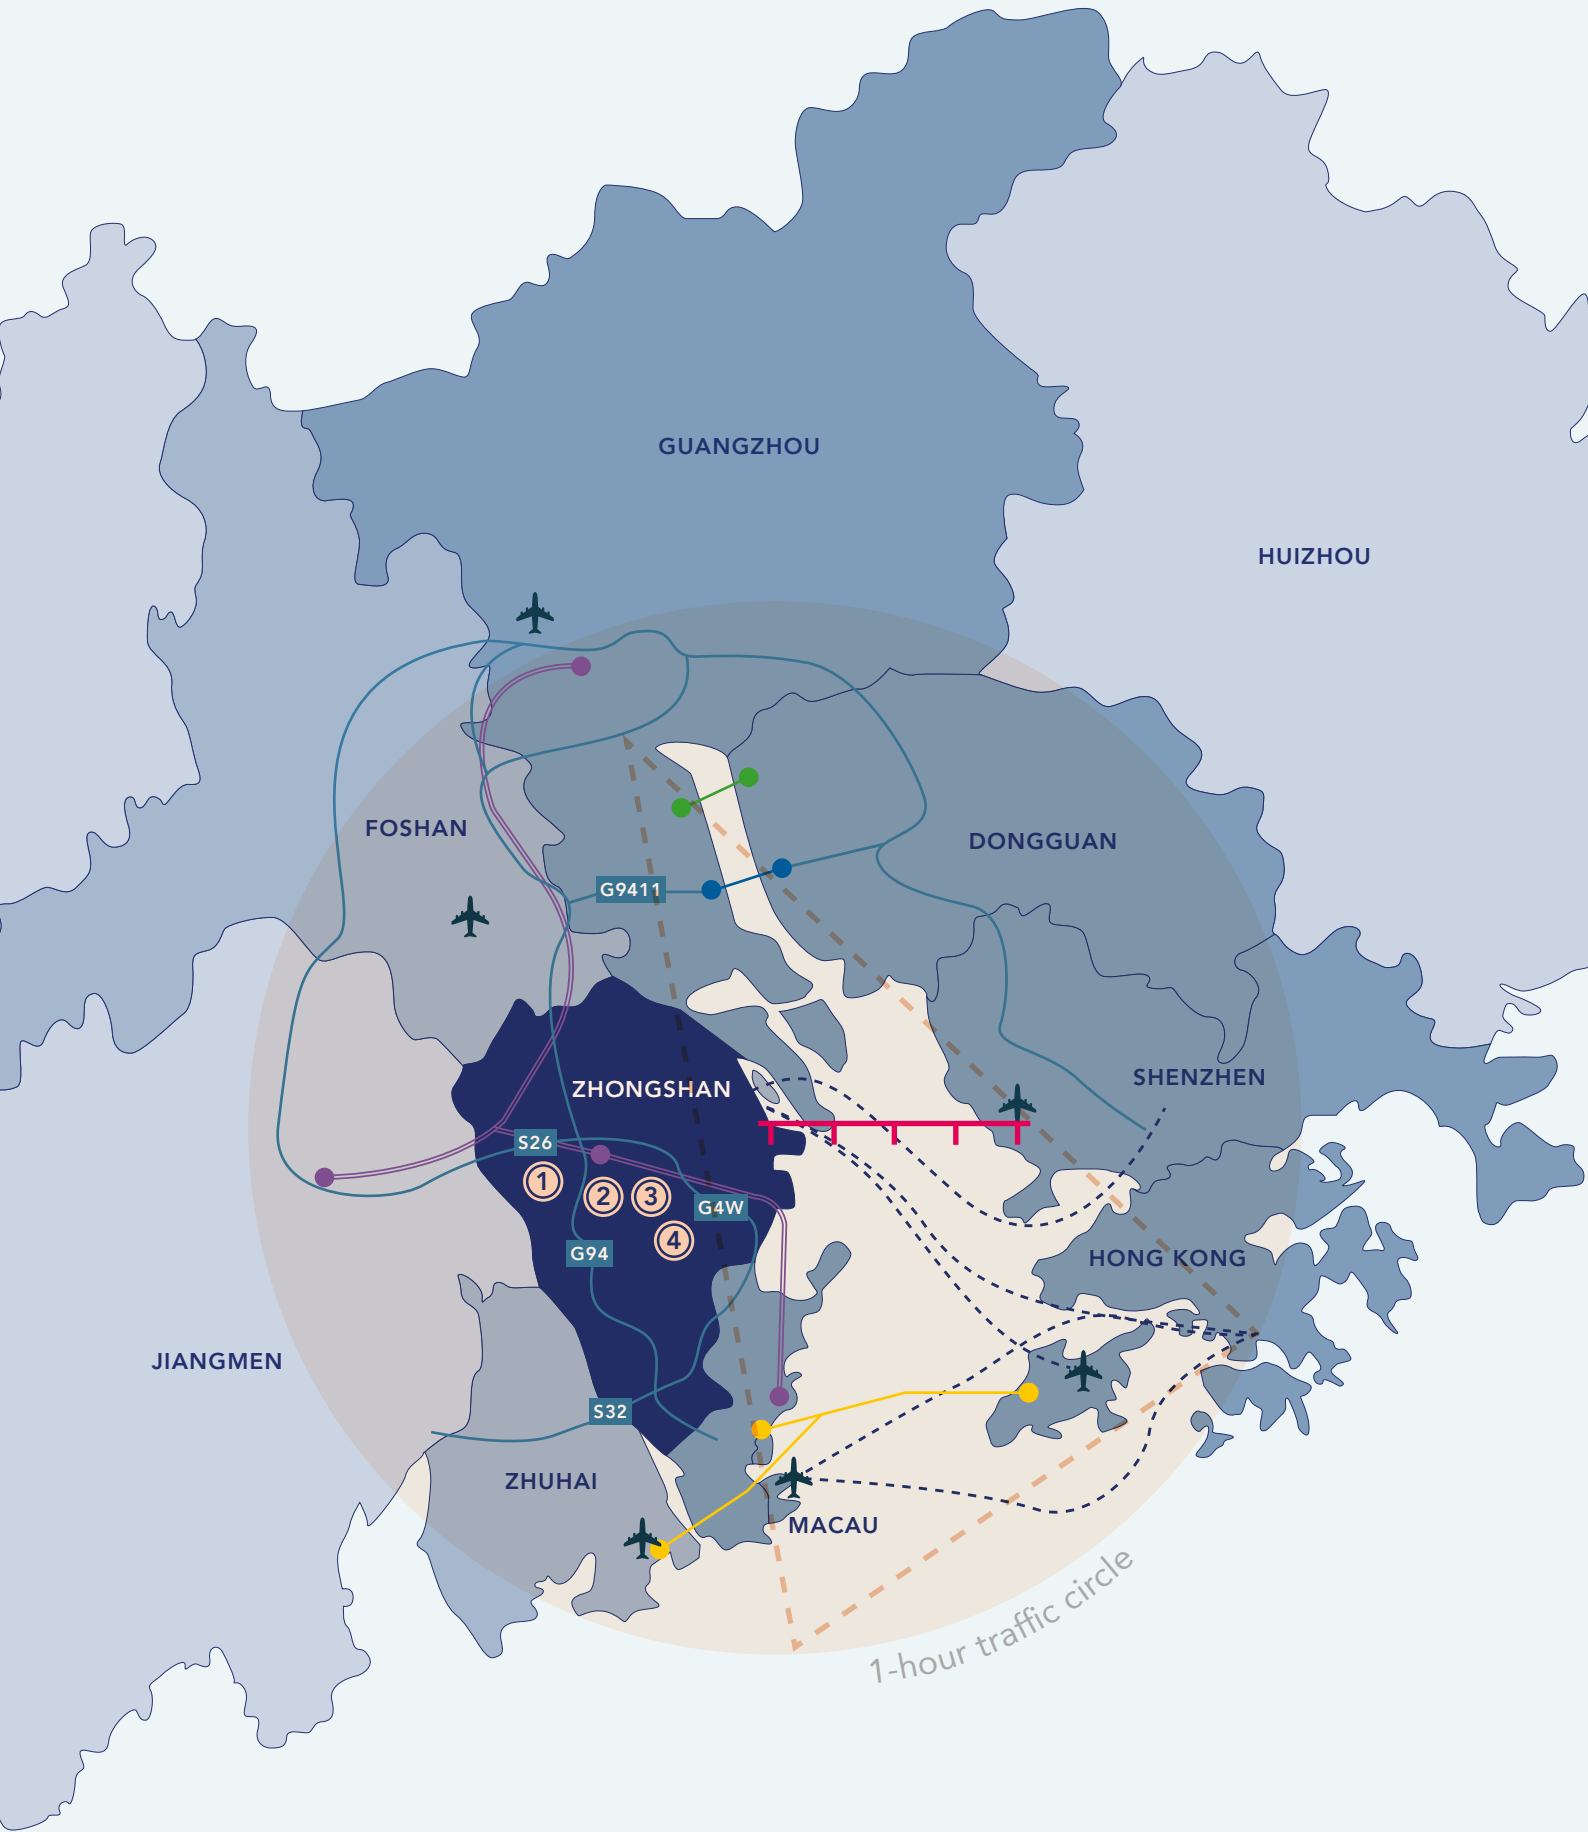 GUANGZHOU
HUIZHOU
FOSHAN
DONGGUAN
G9411
SHENZHEN
ZHONGSHAN
S26
1
2
3
G4W
4
G94
HONG KONG
JIANGMEN
S32
ZHUHAI
MACAU
1-hour traffic circle